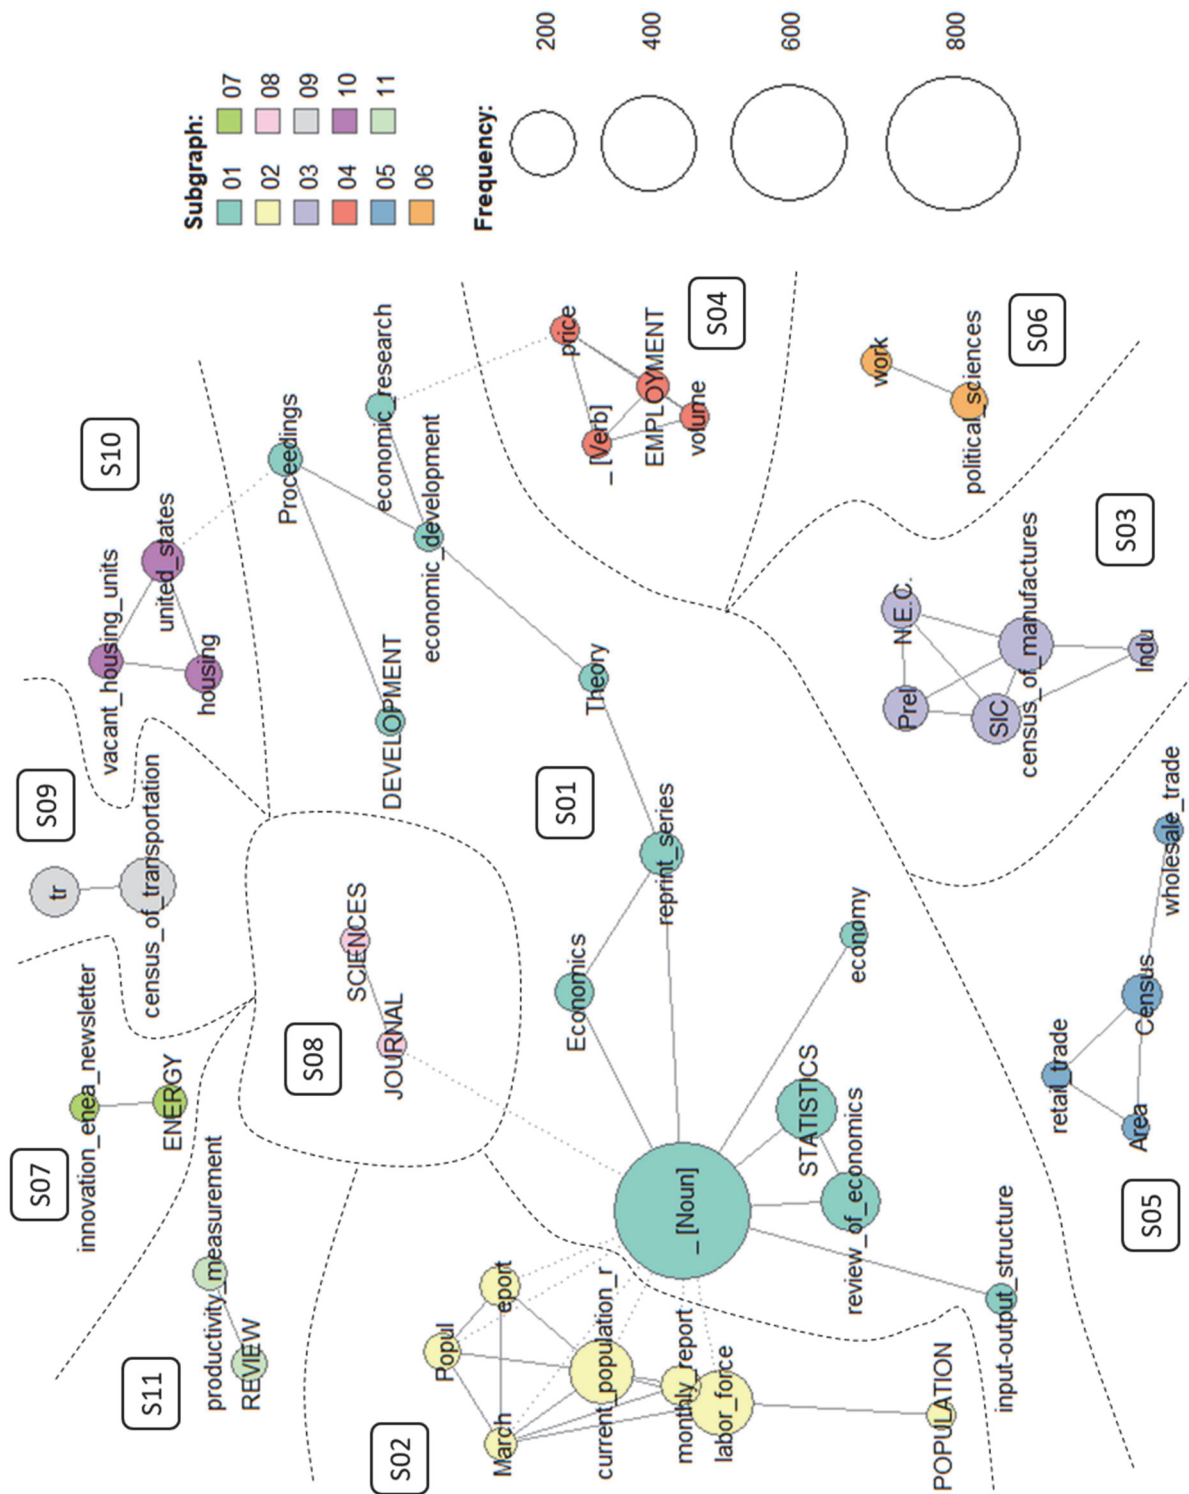 S10
vacant_housing_units
united_states
housing
S09
tr
census_of_transportation
S07
innovation_enea_newsletter
ENERGY
S11
productivity_measurement
REVIEW
S08
SCIENCES
JOURNAL
S01
Proceedings
economic_research
economic_development
DEVELOPMENT
Theory
reprint_series
Economics
economy
_ [Noun]
STATISTICS
review_of_economics
input-output_structure
S02
Popul
eport
March
current_population_r
monthly_report
labor_force
POPULATION
S04
price
_ [Verb]
EMPLOYMENT
volume
S06
work
political_sciences
S03
N.E.C.
Prel
SIC
census_of_manufactures
Indu
S05
wholesale_trade
Census
retail_trade
Area
Subgraph:
01
02
03
04
05
06
07
08
09
10
11
Frequency:
200
400
600
800